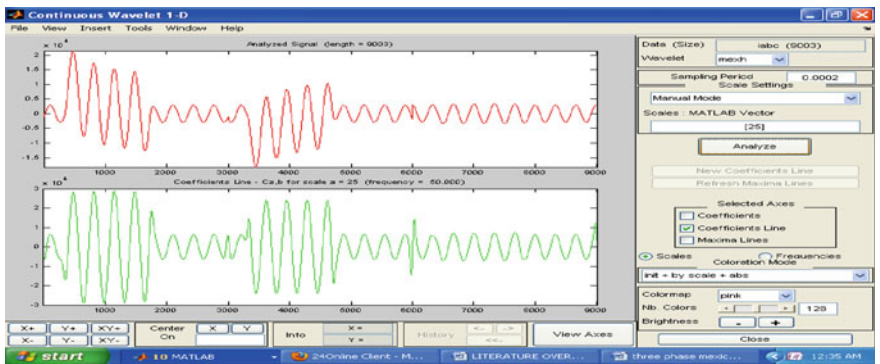 Continuous Wavelet 1-D
File View Insert Tools Window Help
× 10⁴ Analyzed Signal (length = 9003)
2
1.5
1
0.5
0
-0.5
-1
-1.5
1000 2000 3000 4000 5000 6000 7000 8000 9000
× 10⁴ Coefficients Line - Ca,b for scale a = 25 (frequency = 50.000)
3
2
1
0
-1
-2
-3
1000 2000 3000 4000 5000 6000 7000 8000 9000
Data (Size) iabc (9003)
Wavelet mexh
Sampling Period 0.0002
Scale Settings
Manual Mode
Scales : MATLAB Vector
[25]
Analyze
New Coefficients Line
Refresh Maxima Lines
Selected Axes
Coefficients
Coefficients Line
Maxima Lines
Scales Frequencies
Coloration Mode
init + by scale + abs
Colormap pink
Nb. Colors 128
Brightness - +
Close
X+ Y+ XY+ Center X Y Info X = History <- -> View Axes
X- Y- XY- On Y = <<-
start 10 MATLAB 24Online Client - M... LITERATURE OVER... three phase mexic... 12:35 AM